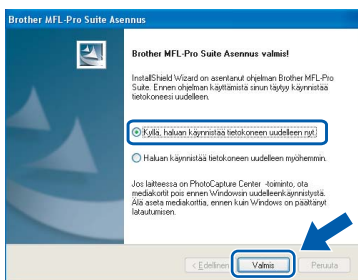 Brother MFL-Pro Suite Asennus
Brother MFL-Pro Suite Asennus valmis!
InstallShield Wizard on asentanut ohjelman Brother MFL-Pro
Suite. Ennen ohjelman käyttämistä sinun täytyy käynnistää
tietokoneesi uudelleen.
Kyllä, haluan käynnistää tietokoneen uudelleen nyt.
Haluan käynnistää tietokoneen uudelleen myöhemmin.
Jos laitteessa on PhotoCapture Center -toiminto, ota
mediakortit pois ennen Windowsin uudelleenkäynnistystä.
Älä aseta mediakortteja, ennen kuin Windows on päättänyt
latautumisen.
< Edellinen Valmis Peruuta